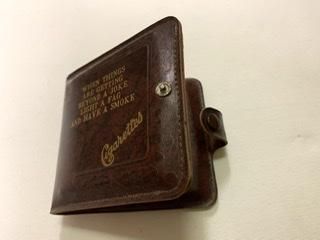 WHEN THINGS
ARE GETTING
BEYOND A JOKE
LIGHT A FAG
AND HAVE A SMOKE
Cigarettes